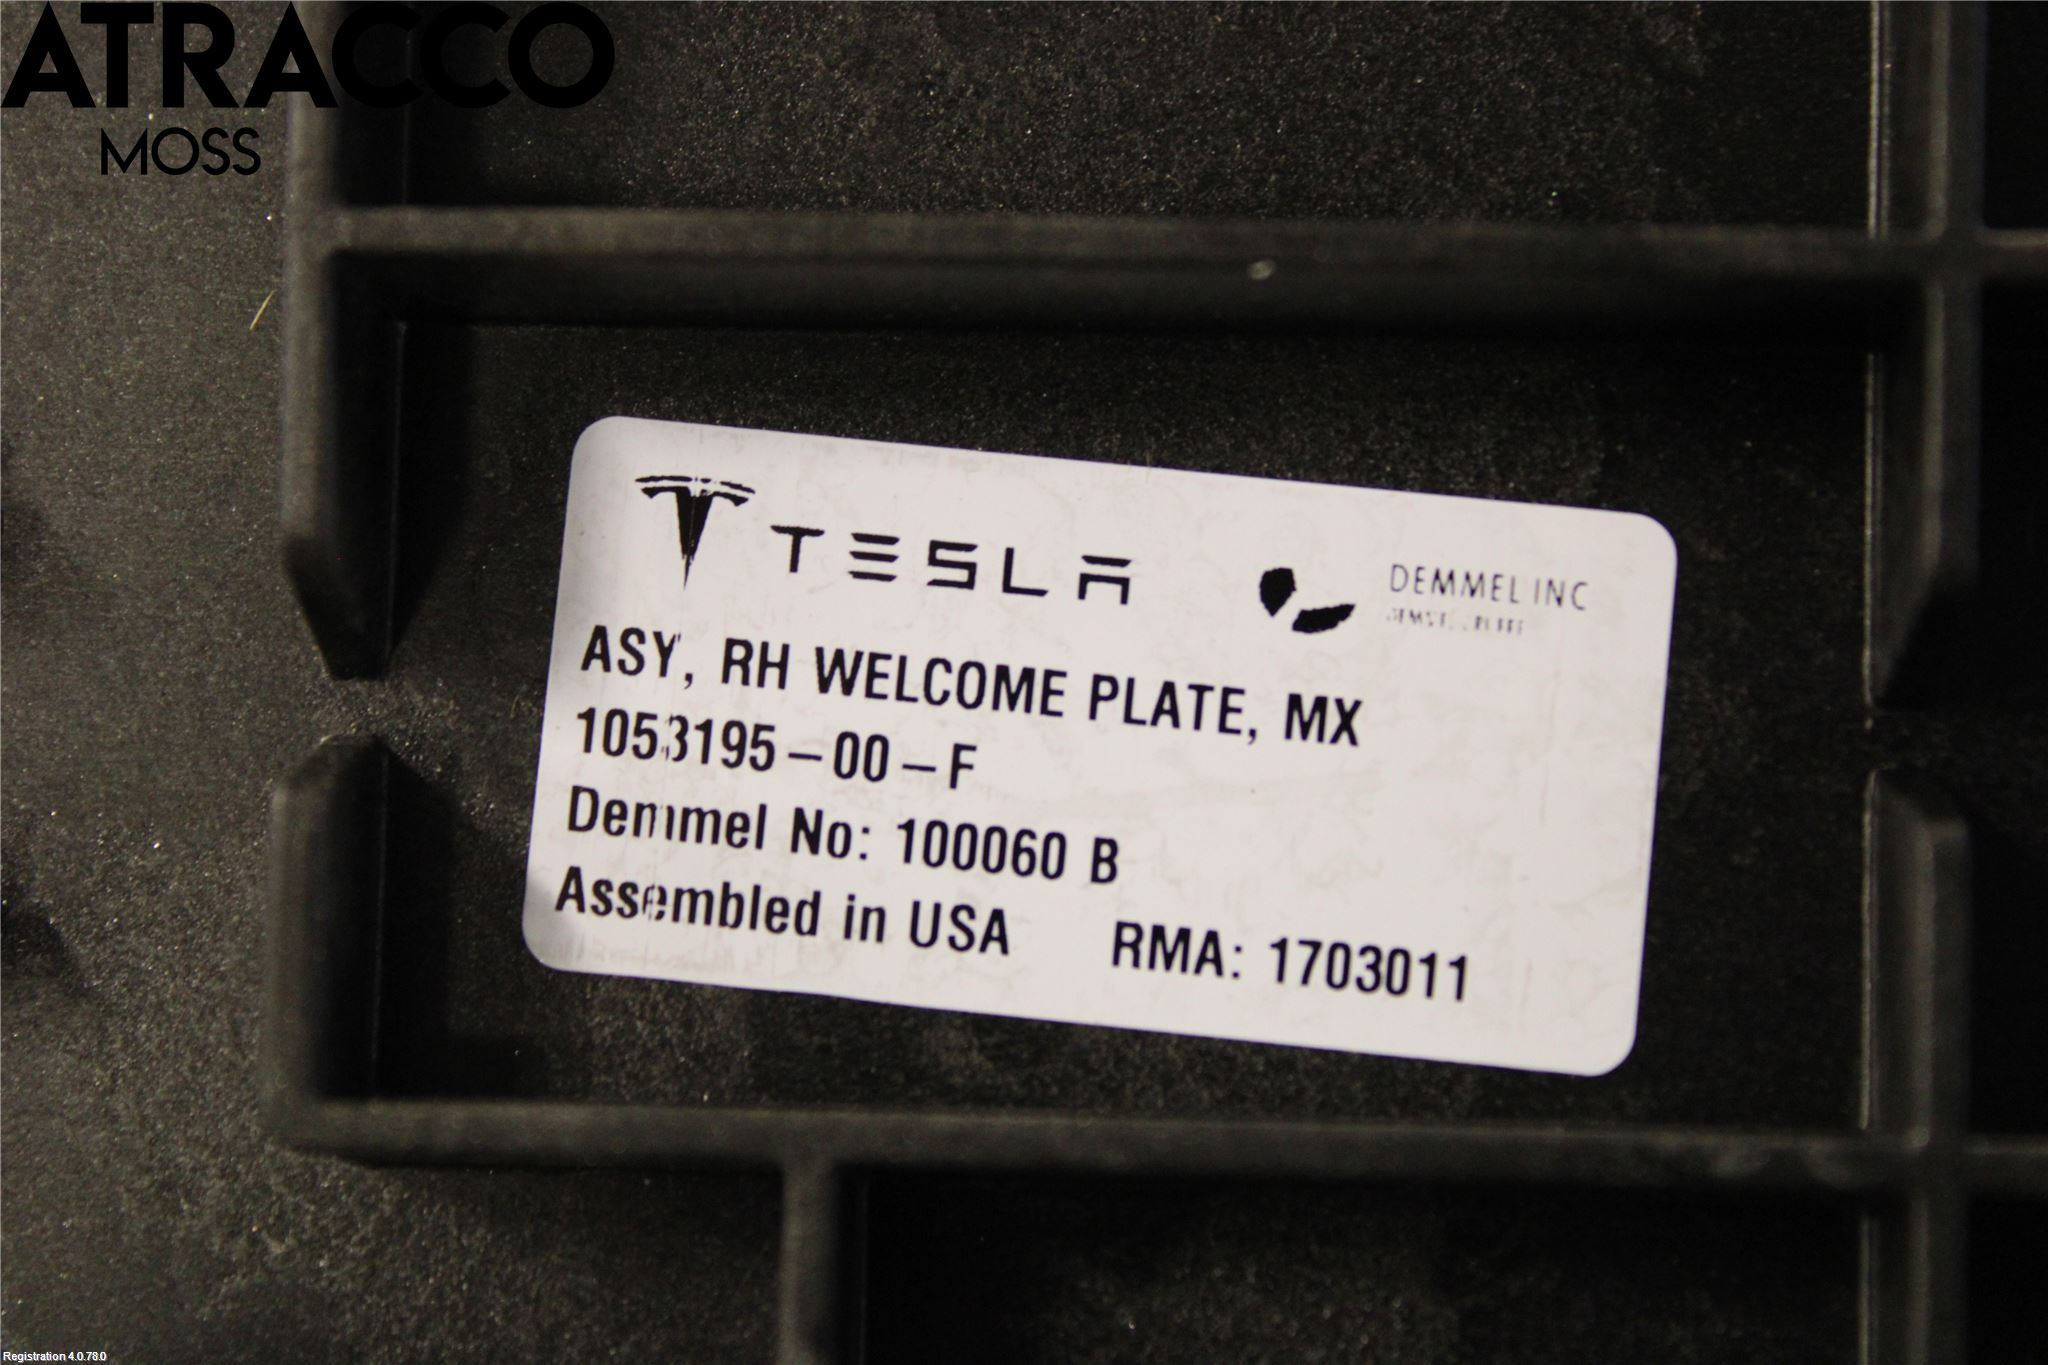 ATRACCO
MOSS
TESLA
DEMMEL INC
ASY, RH WELCOME PLATE, MX
1053195-00-F
Demmel No: 100060 B
Assembled in USA RMA: 1703011
Registration 4.0.78.0